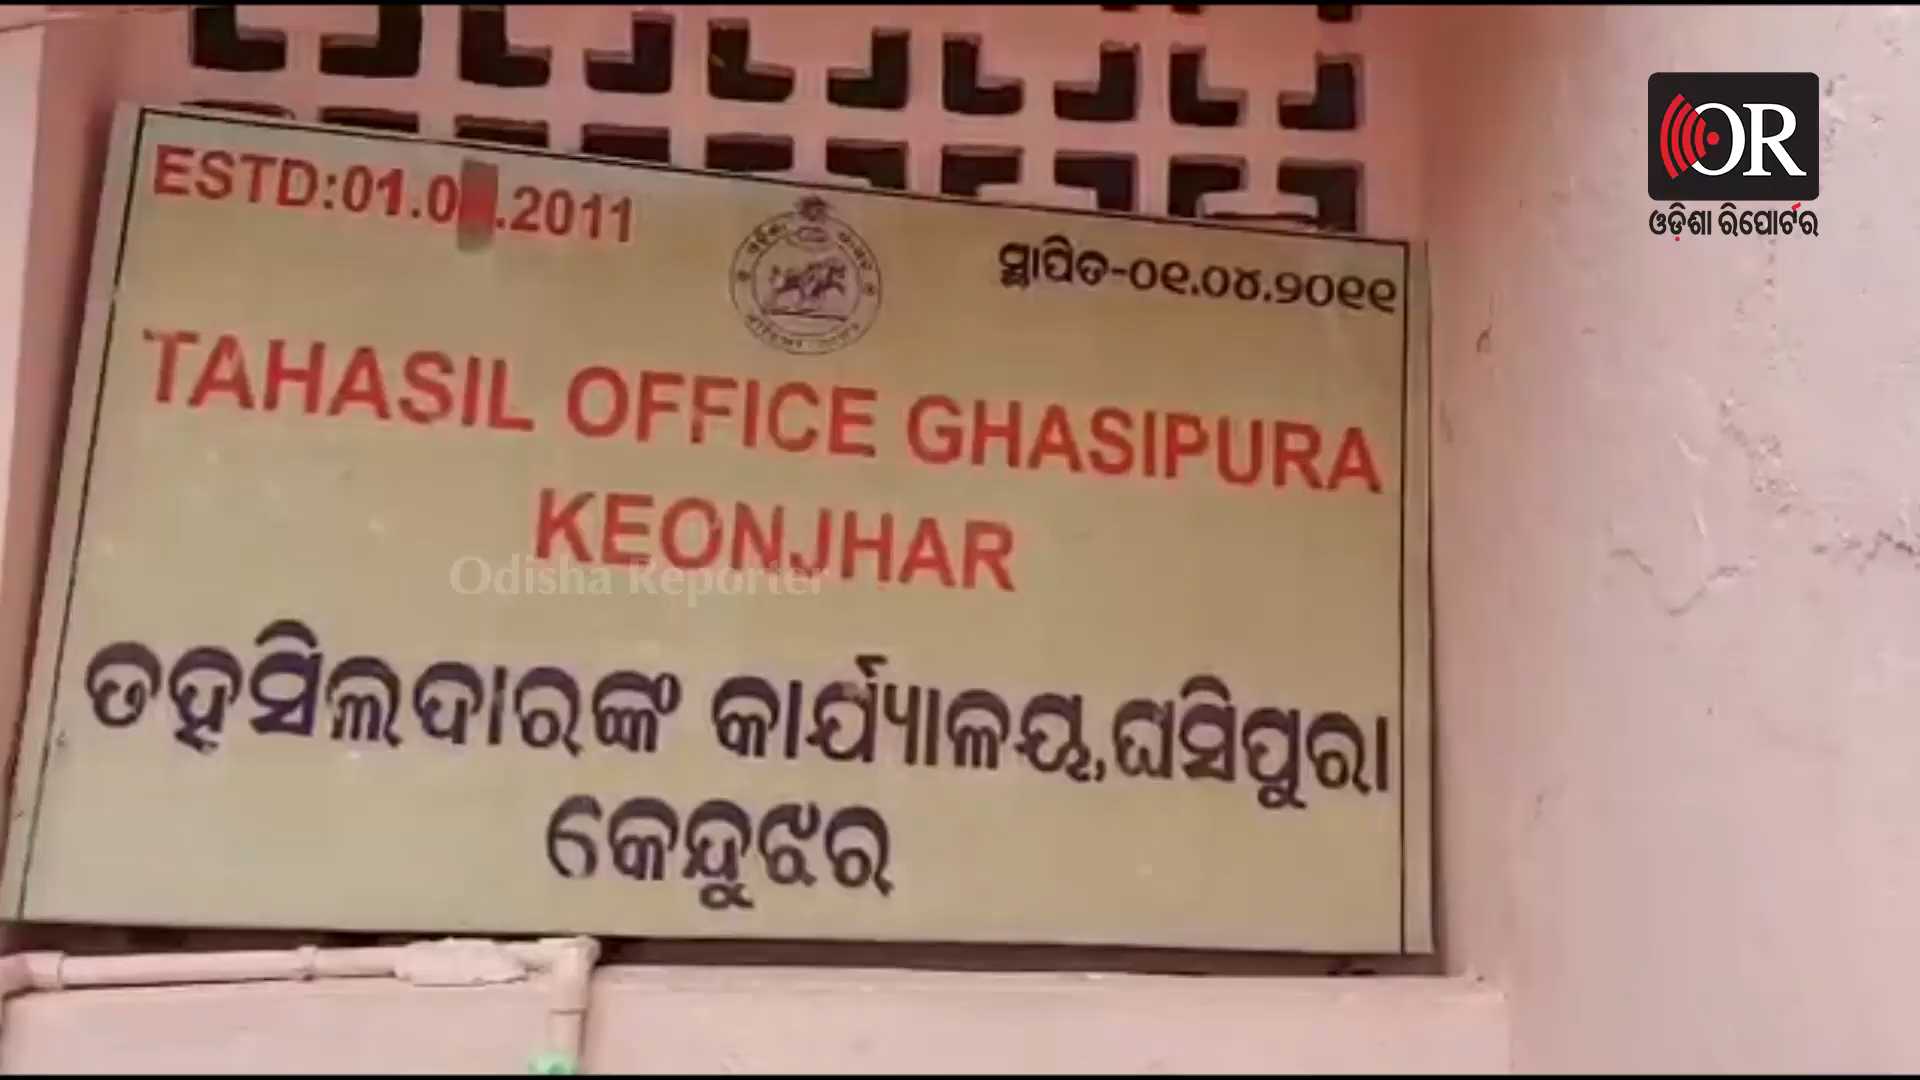 OR
ଓଡ଼ିଶା ରିପୋର୍ଟର
ESTD:01.0 .2011
ସ୍ଥାପିତ-୦୧.୦୪.୨୦୧୧
TAHASIL OFFICE GHASIPURA
KEONJHAR
Odisha Reporter
ତହସିଲଦାରଙ୍କ କାର୍ଯ୍ୟାଳୟ,ଘସିପୁରା
କେନ୍ଦୁଝର